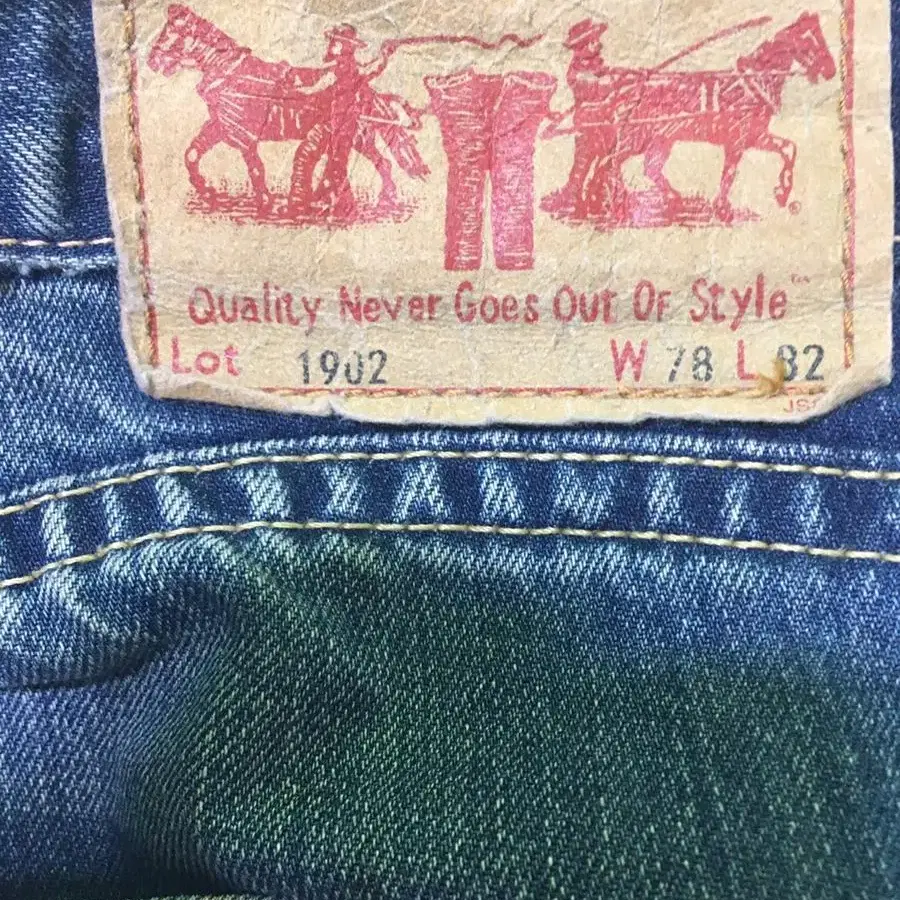 Quality Never Goes Out Of Style™
Lot 1902 W 78 L 82